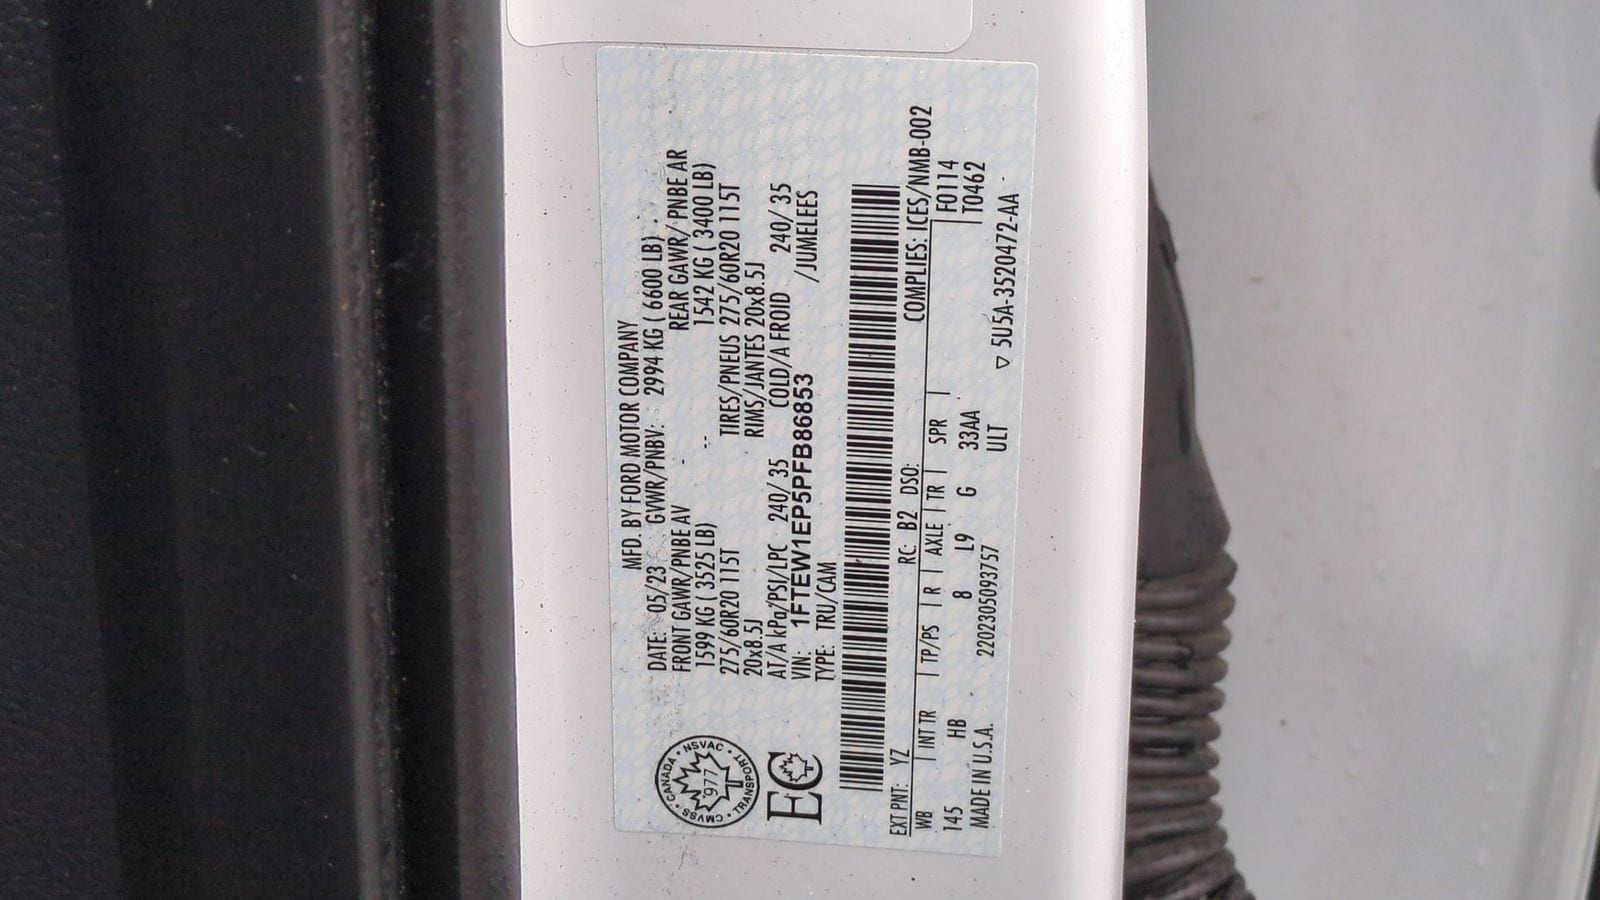 MFD. BY FORD MOTOR COMPANY
DATE: 05/23 GWWR/PNBV: 2994 KG ( 6600 LB)
FRONT GAWR/PNBE AV REAR GAWR/ PNBE AR
1599 KG ( 3525 LB) - -- 1542 KG ( 3400 LB)
275/60R20 115T TIRES/PNEUS 275/60R20 115T
20x8.5J RIMS/JANTES 20x8.5J
AT/A kPa/PSI/LPC 240/ 35 COLD/A FROID 240/ 35
VIN: 1FTEW1EP5PFB86853 /JUMELEES
TYPE: TRU/CAM
CMVSS • CANADA • NSVAC • TRANSPORT
977
EC
EXT PNT: YZ RC: B2 DSO: COMPLIES: ICES/NMB-002
WB | INT TR | TP/PS | R | AXLE | TR | SPR | F0114
145 HB 8 L9 G 33AA T0462
MADE IN U.S.A. 220230509375​7 ULT ▽ 5U5A-3520472-AA